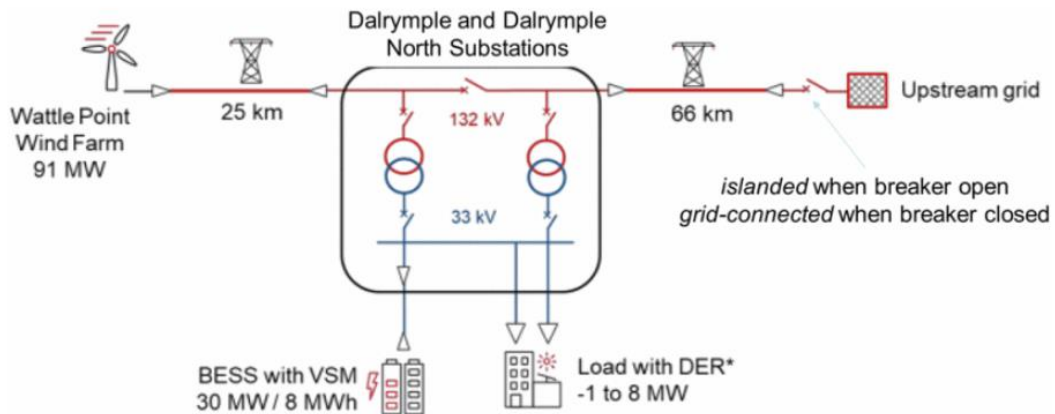 Dalrymple and Dalrymple
North Substations
Wattle Point
Wind Farm
91 MW
25 km
132 kV
66 km
Upstream grid
islanded when breaker open
grid-connected when breaker closed
33 kV
BESS with VSM
30 MW / 8 MWh
Load with DER*
-1 to 8 MW